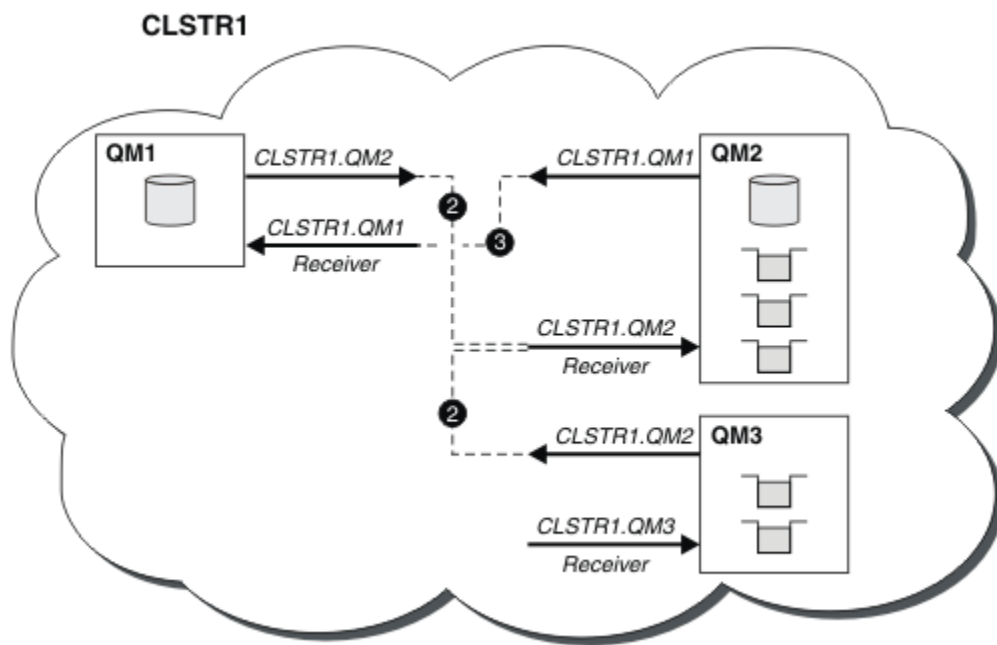 CLSTR1
QM1
CLSTR1.QM2
CLSTR1.QM1
QM2
2
CLSTR1.QM1
3
Receiver
CLSTR1.QM2
Receiver
2
CLSTR1.QM2
QM3
CLSTR1.QM3
Receiver